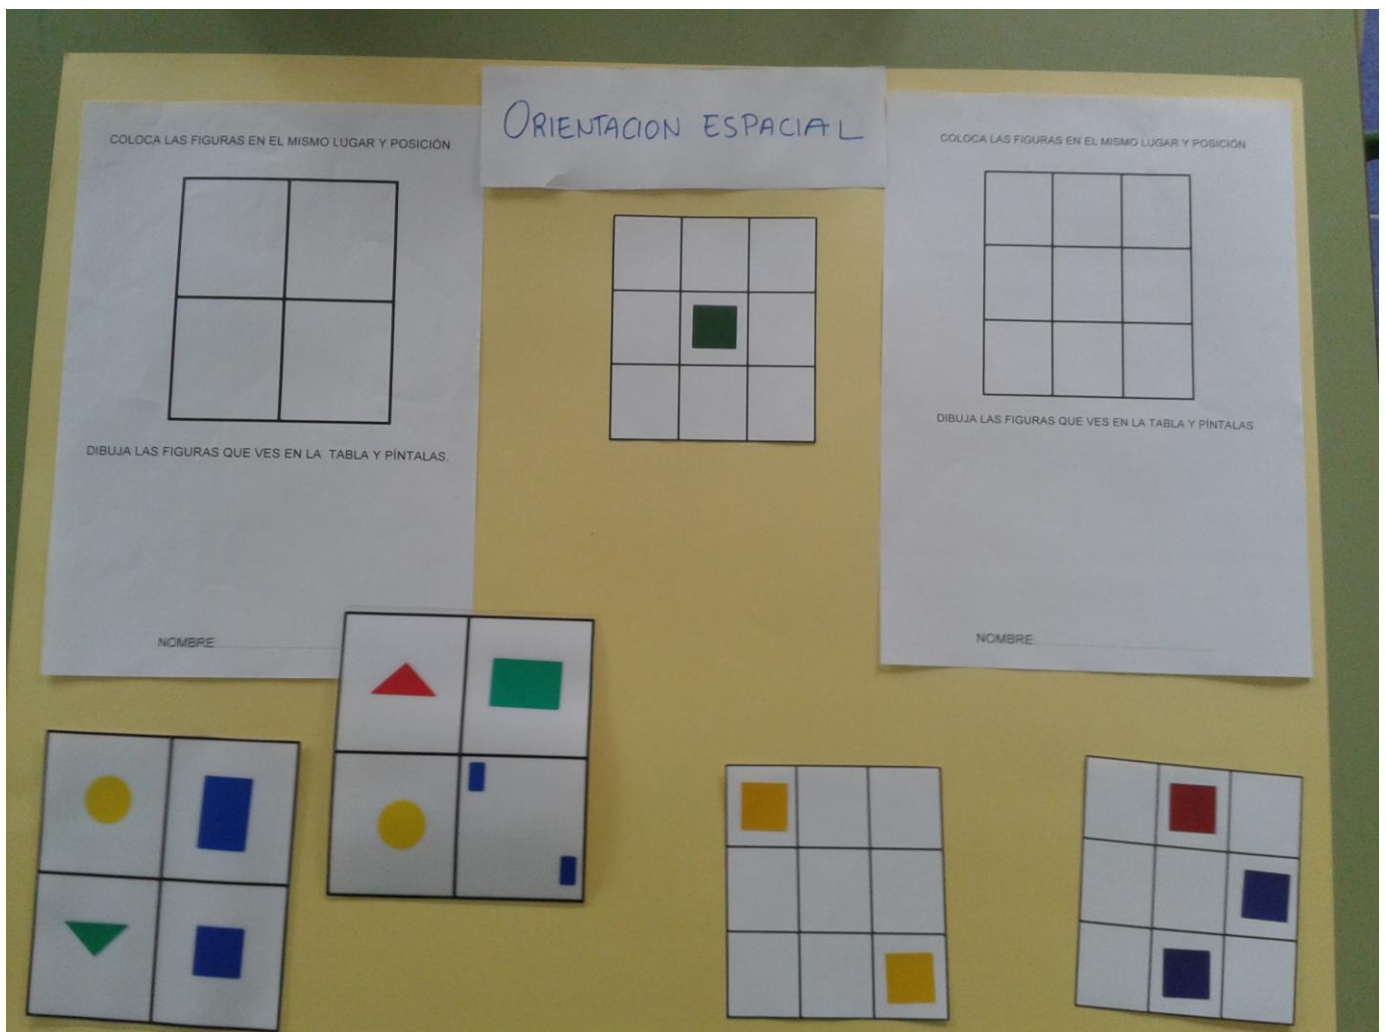 ORIENTACION ESPACIAL
COLOCA LAS FIGURAS EN EL MISMO LUGAR Y POSICIÓN
DIBUJA LAS FIGURAS QUE VES EN LA TABLA Y PÍNTALAS.
NOMBRE
COLOCA LAS FIGURAS EN EL MISMO LUGAR Y POSICIÓN
DIBUJA LAS FIGURAS QUE VES EN LA TABLA Y PÍNTALAS
NOMBRE